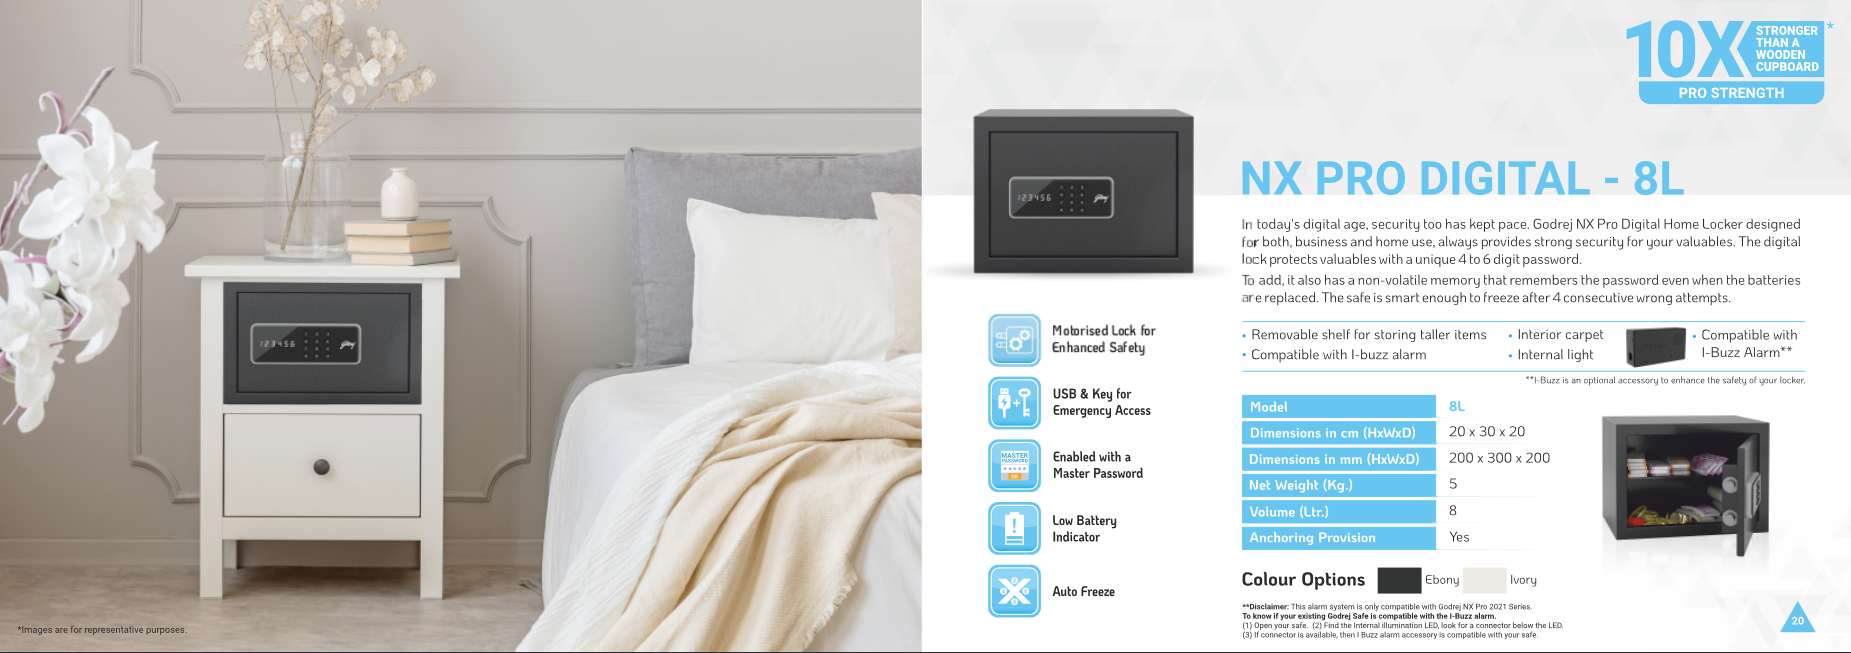 *Images are for representative purposes.
10X STRONGER THAN A WOODEN CUPBOARD*
PRO STRENGTH
NX PRO DIGITAL - 8L
In today's digital age, security too has kept pace. Godrej NX Pro Digital Home Locker designed
for both, business and home use, always provides strong security for your valuables. The digital
lock protects valuables with a unique 4 to 6 digit password.
To add, it also has a non-volatile memory that remembers the password even when the batteries
are replaced. The safe is smart enough to freeze after 4 consecutive wrong attempts.
123456
123456
Motorised Lock for
Enhanced Safety
USB & Key for
Emergency Access
MASTER
PASSWORD
OK
Enabled with a
Master Password
Low Battery
Indicator
Auto Freeze
• Removable shelf for storing taller items
• Compatible with I-buzz alarm
• Interior carpet
• Internal light
• Compatible with
I-Buzz Alarm**
**I-Buzz is an optional accessory to enhance the safety of your locker.
Model 8L
Dimensions in cm (HxWxD) 20 x 30 x 20
Dimensions in mm (HxWxD) 200 x 300 x 200
Net Weight (Kg.) 5
Volume (Ltr.) 8
Anchoring Provision Yes
Colour Options Ebony Ivory
**Disclaimer: This alarm system is only compatible with Godrej NX Pro 2021 Series.
To know if your existing Godrej Safe is compatible with the I-Buzz alarm.
(1) Open your safe. (2) Find the Internal illumination LED, look for a connector below the LED.
(3) If connector is available, then I Buzz alarm accessory is compatible with your safe.
20